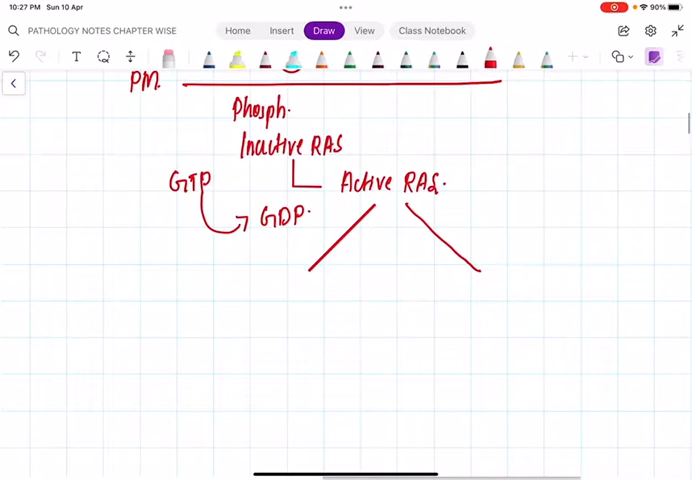 10:27 PM Sun 10 Apr
90%
PATHOLOGY NOTES CHAPTER WISE
Home Insert Draw View Class Notebook
PM.
Phosph.
Inactive RAS
GTP
Active RAS.
GDP.